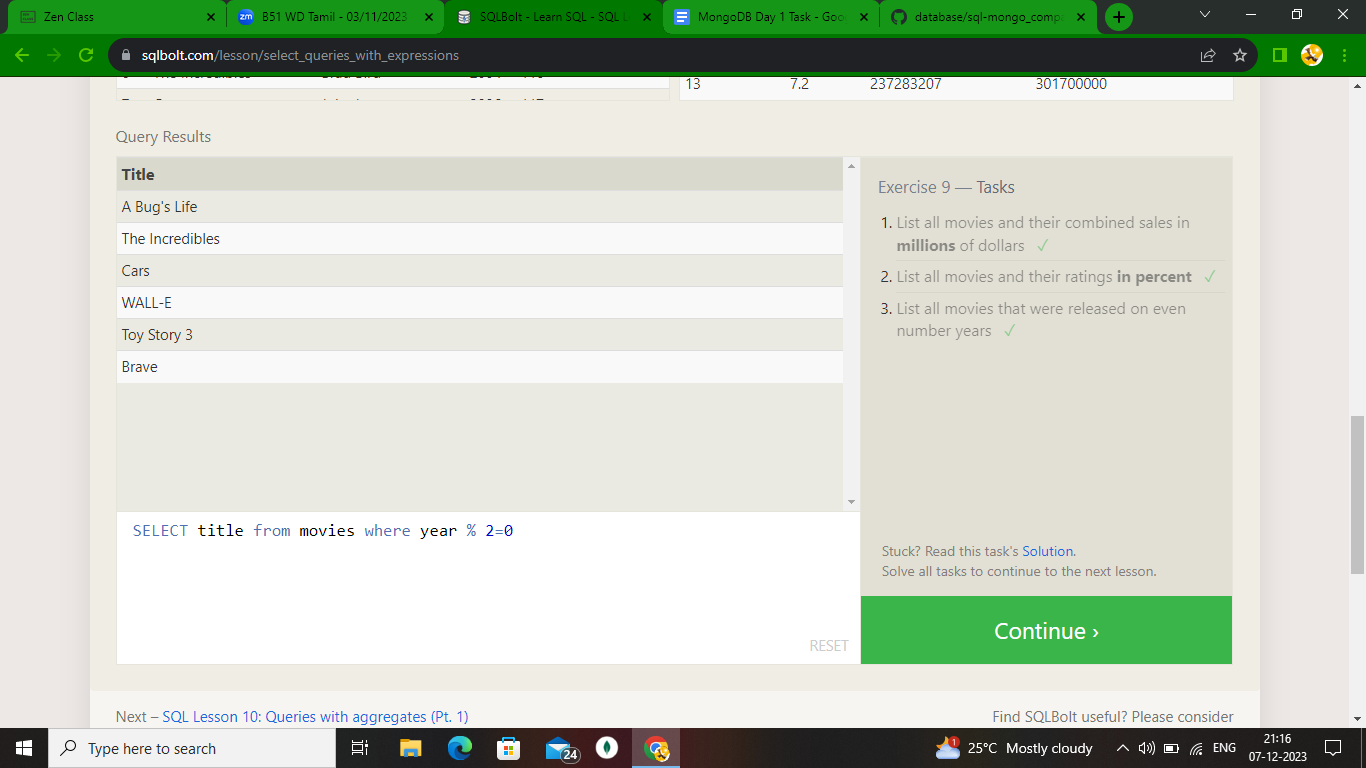 Zen Class
B51 WD Tamil - 03/11/2023
SQLBolt - Learn SQL - SQL L
MongoDB Day 1 Task - Goo
database/sql-mongo_comp
sqlbolt.com/lesson/select_queries_with_expressions
13 7.2 237283207 301700000
Query Results
Title
A Bug's Life
The Incredibles
Cars
WALL-E
Toy Story 3
Brave
Exercise 9 — Tasks
1. List all movies and their combined sales in
millions of dollars ✓
2. List all movies and their ratings in percent ✓
3. List all movies that were released on even
number years ✓
SELECT title from movies where year % 2=0
RESET
Stuck? Read this task's Solution.
Solve all tasks to continue to the next lesson.
Continue ›
Next – SQL Lesson 10: Queries with aggregates (Pt. 1)
Find SQLBolt useful? Please consider
Type here to search
24
1
25°C Mostly cloudy
ENG
21:16
07-12-2023